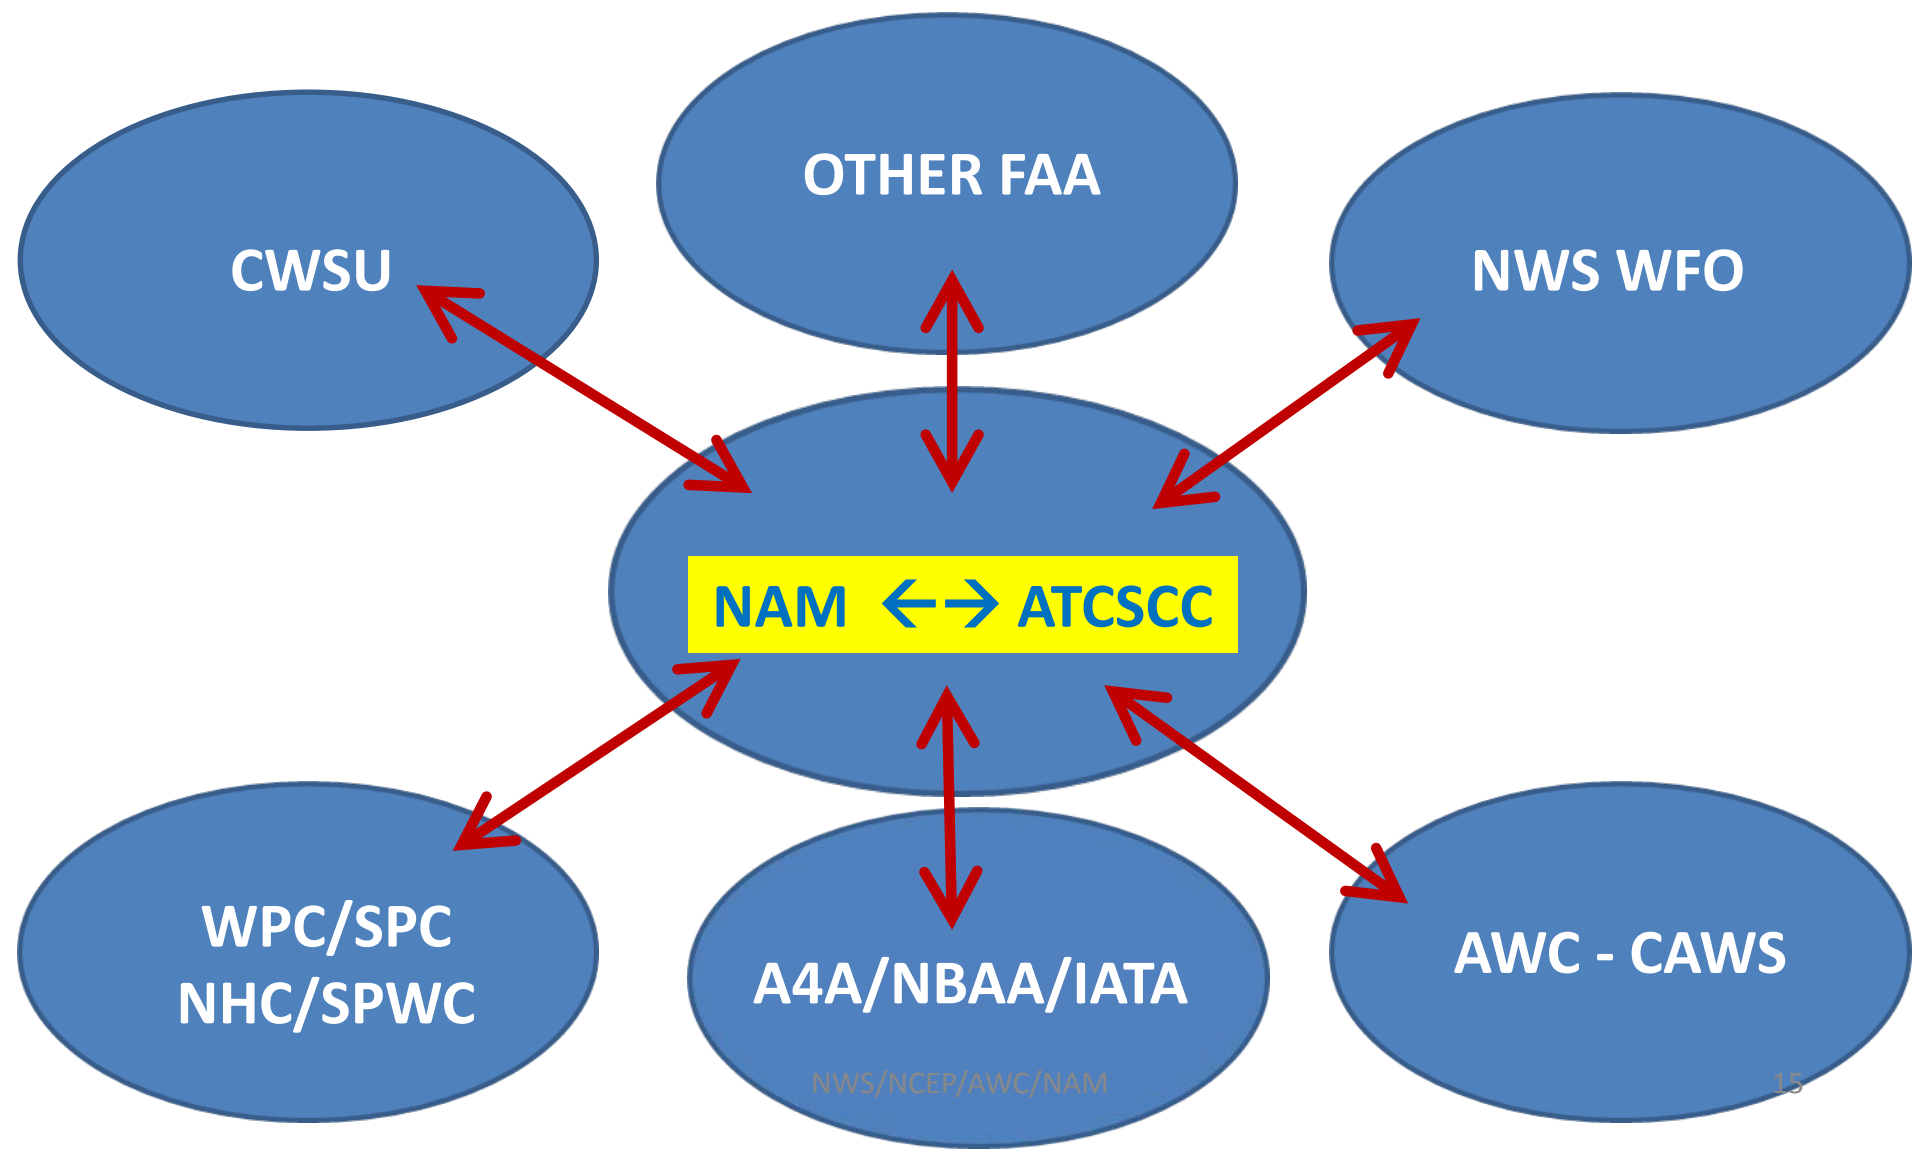 OTHER FAA
CWSU
NWS WFO
NAM ←→ ATCSCC
WPC/SPC
NHC/SPWC
A4A/NBAA/IATA
AWC - CAWS
NWS/NCEP/AWC/NAM
15